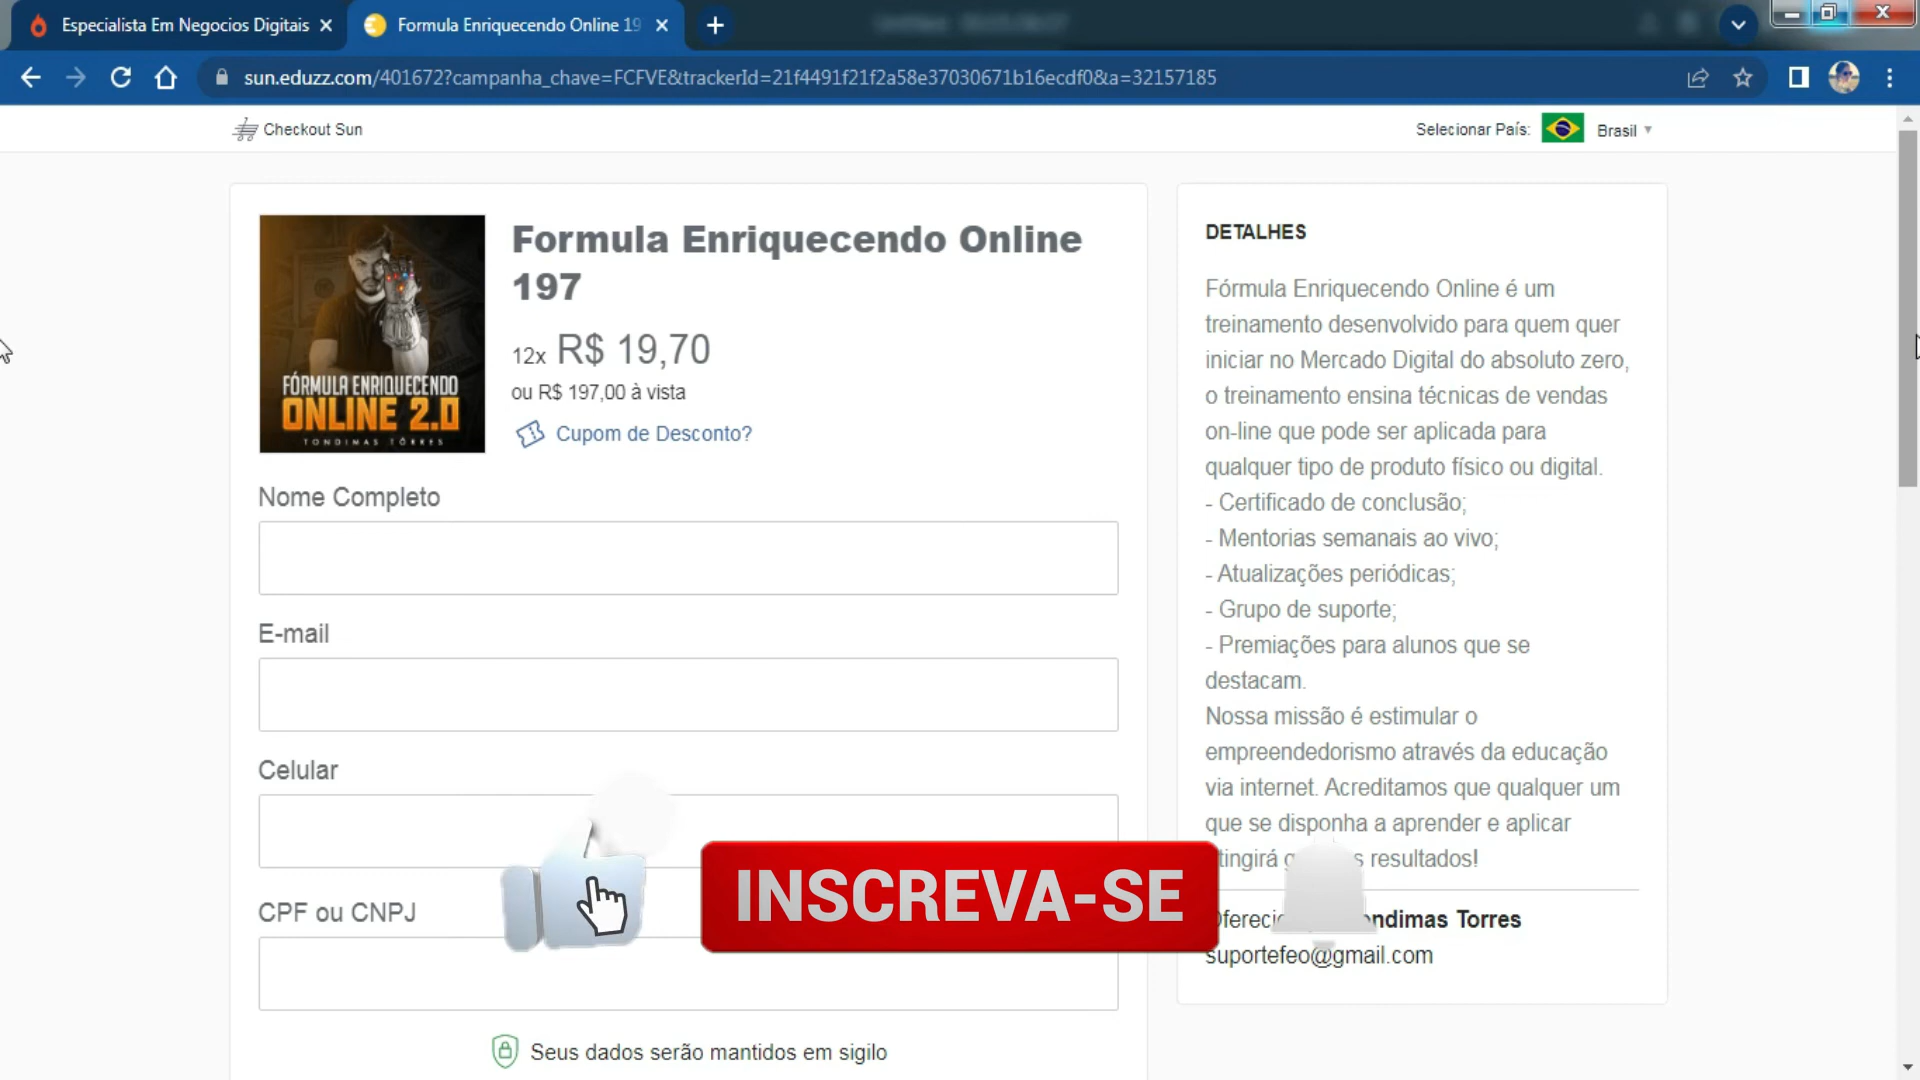 Especialista Em Negocios Digitais
Formula Enriquecendo Online 19
sun.eduzz.com/401672?campanha_chave=FCFVE&trackerId=21f4491f21f2a58e37030671b16ecdf0&a=32157185
Checkout Sun
Selecionar País: Brasil
FÓRMULA ENRIQUECENDO
ONLINE 2.0
TONDIMAS TÔRRES
Formula Enriquecendo Online
197
12x R$ 19,70
ou R$ 197,00 à vista
Cupom de Desconto?
Nome Completo
E-mail
Celular
CPF ou CNPJ
Seus dados serão mantidos em sigilo
DETALHES
Fórmula Enriquecendo Online é um
treinamento desenvolvido para quem quer
iniciar no Mercado Digital do absoluto zero,
o treinamento ensina técnicas de vendas
on-line que pode ser aplicada para
qualquer tipo de produto físico ou digital.
- Certificado de conclusão;
- Mentorias semanais ao vivo;
- Atualizações periódicas;
- Grupo de suporte;
- Premiações para alunos que se
destacam.
Nossa missão é estimular o
empreendedorismo através da educação
via internet. Acreditamos que qualquer um
que se disponha a aprender e aplicar
resultados!
Torres
suportefeo@gmail.com
INSCREVA-SE